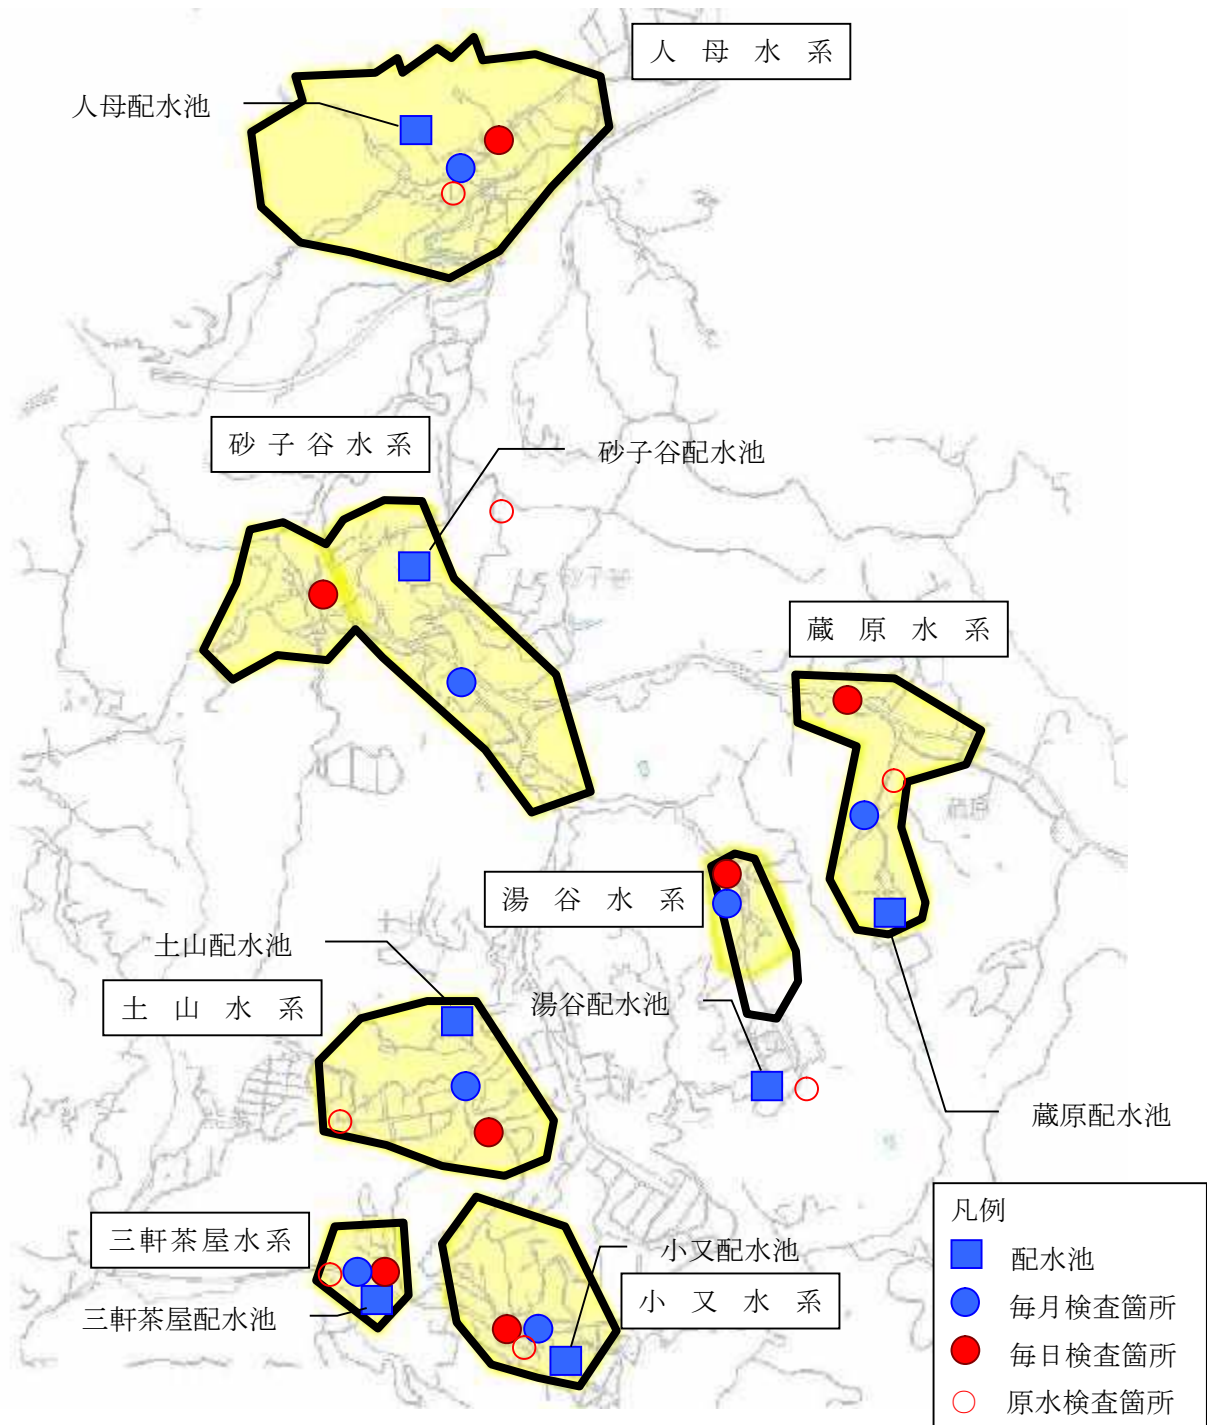 人母水系
人母配水池
砂子谷水系
砂子谷配水池
蔵原水系
湯谷水系
土山配水池
土山水系
湯谷配水池
蔵原配水池
三軒茶屋水系
小又配水池
小又水系
三軒茶屋配水池
凡例
配水池
毎月検査箇所
毎日検査箇所
原水検査箇所